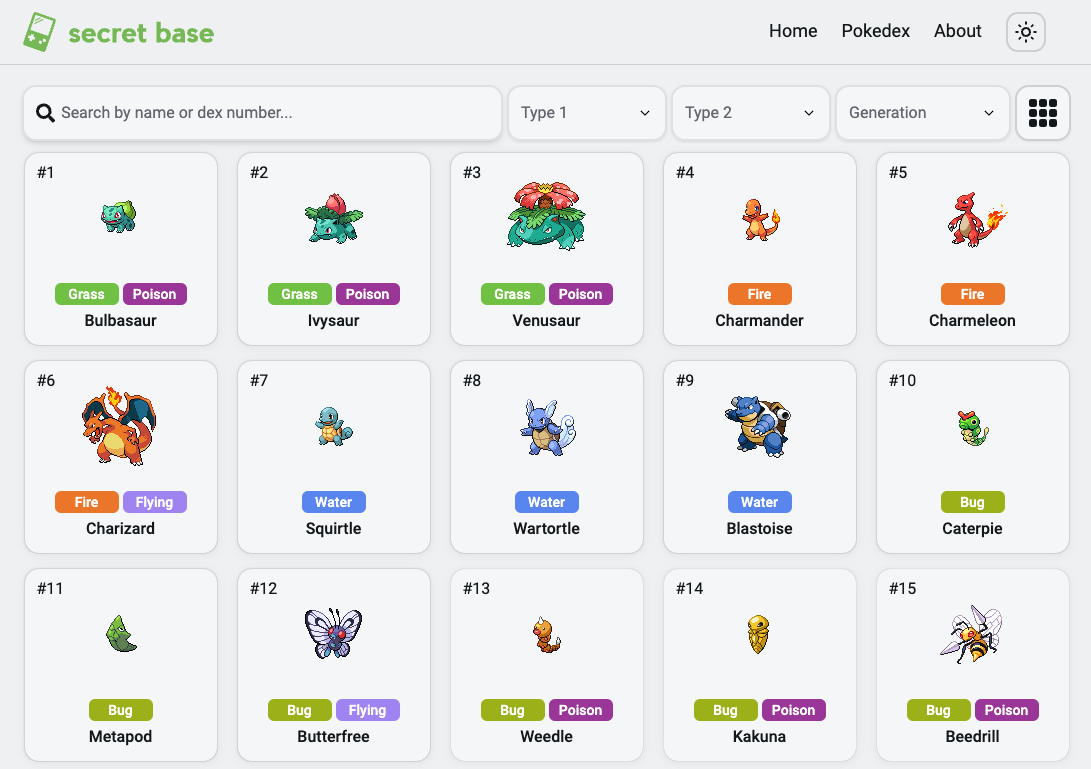 secret base
Home Pokedex About
Search by name or dex number...
Type 1
Type 2
Generation
#1
Grass Poison
Bulbasaur
#2
Grass Poison
Ivysaur
#3
Grass Poison
Venusaur
#4
Fire
Charmander
#5
Fire
Charmeleon
#6
Fire Flying
Charizard
#7
Water
Squirtle
#8
Water
Wartortle
#9
Water
Blastoise
#10
Bug
Caterpie
#11
Bug
Metapod
#12
Bug Flying
Butterfree
#13
Bug Poison
Weedle
#14
Bug Poison
Kakuna
#15
Bug Poison
Beedrill